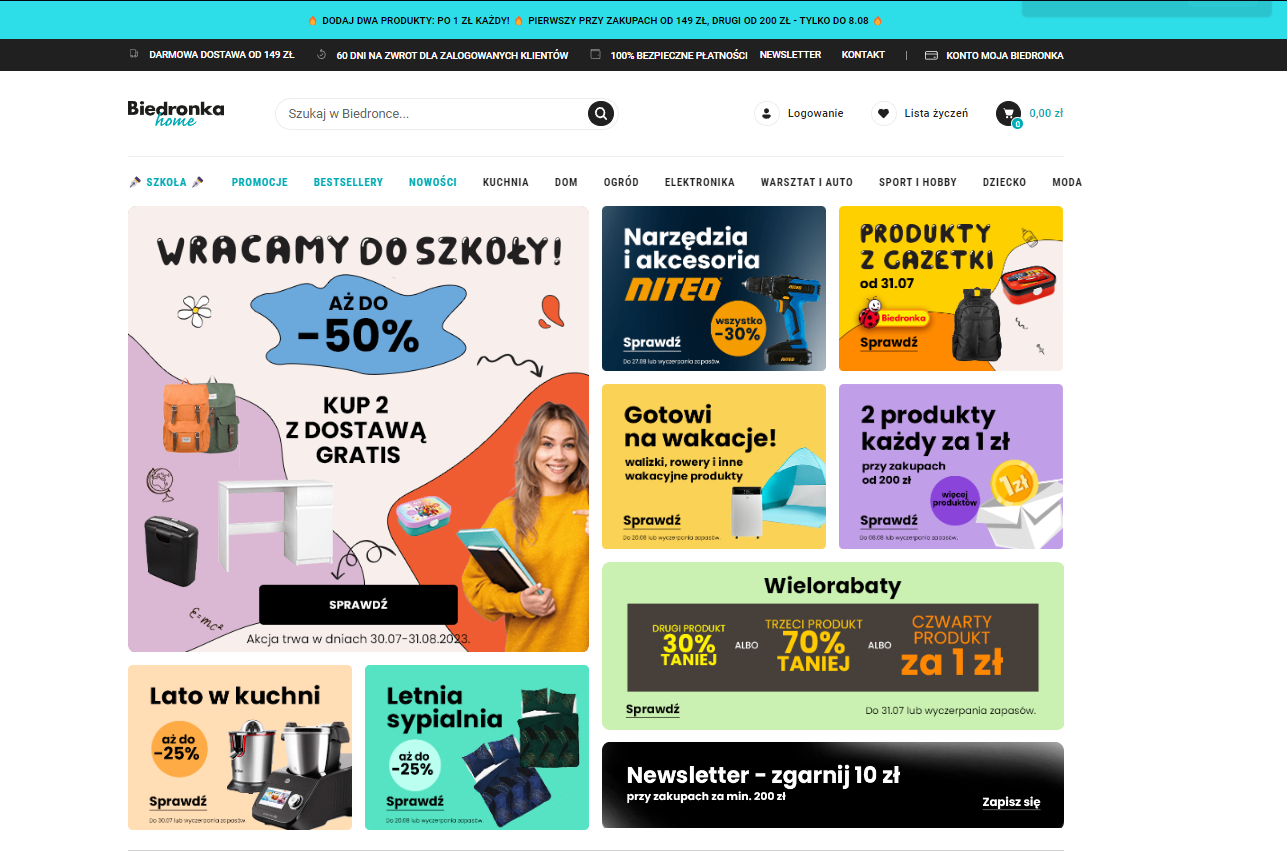 DODAJ DWA PRODUKTY: PO 1 ZŁ KAŻDY! PIERWSZY PRZY ZAKUPACH OD 149 ZŁ, DRUGI OD 200 ZŁ - TYLKO DO 8.08
DARMOWA DOSTAWA OD 149 ZŁ 60 DNI NA ZWROT DLA ZALOGOWANYCH KLIENTÓW 100% BEZPIECZNE PŁATNOŚCI NEWSLETTER KONTAKT | KONTO MOJA BIEDRONKA
Biedronka
home
Szukaj w Biedronce...
Logowanie
Lista życzeń
0
0,00 zł
SZKOŁA PROMOCJE BESTSELLERY NOWOŚCI KUCHNIA DOM OGRÓD ELEKTRONIKA WARSZTAT I AUTO SPORT I HOBBY DZIECKO MODA
WRACAMY DO SZKOŁY!
AŻ DO
-50%
KUP 2
Z DOSTAWĄ
GRATIS
E=mc²
SPRAWDŹ
Akcja trwa w dniach 30.07-31.08.2023.
Narzędzia
i akcesoria
NITEO
wszystko
-30%
Sprawdź
Do 27.08 lub wyczerpania zapasów.
NITEO
PRODUKTY
Z GAZETKI
od 31.07
Biedronka
Sprawdź
Gotowi
na wakacje!
walizki, rowery i inne
wakacyjne produkty
Sprawdź
Do 20.08 lub wyczerpania zapasów.
2 produkty
każdy za 1 zł
przy zakupach
od 200 zł
więcej
produktów
1zł
Sprawdź
Do 08.08 lub wyczerpania zapasów.
Wielorabaty
DRUGI PRODUKT
30%
TANIEJ
ALBO
TRZECI PRODUKT
70%
TANIEJ
ALBO
CZWARTY
PRODUKT
za 1 zł
Sprawdź
Do 31.07 lub wyczerpania zapasów.
Lato w kuchni
aż do
-25%
Sprawdź
Do 30.07 lub wyczerpania zapasów
Letnia
sypialnia
aż do
-25%
Sprawdź
Do 20.08 lub wyczerpania zapasów.
Newsletter - zgarnij 10 zł
przy zakupach za min. 200 zł
Zapisz się